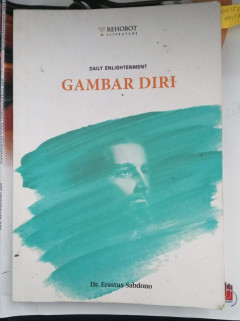 REHOBOT
LITERATURE
DAILY ENLIGHTENMENT
GAMBAR DIRI
Dr. Erastus Sabdono